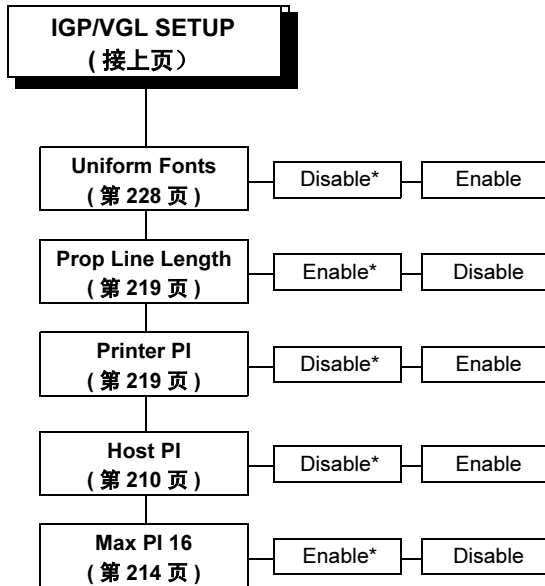 IGP/VGL SETUP
( 接上页）
Uniform Fonts
( 第 228 页 )
Disable*
Enable
Prop Line Length
( 第 219 页 )
Enable*
Disable
Printer PI
( 第 219 页 )
Disable*
Enable
Host PI
( 第 210 页 )
Disable*
Enable
Max PI 16
( 第 214 页 )
Enable*
Disable